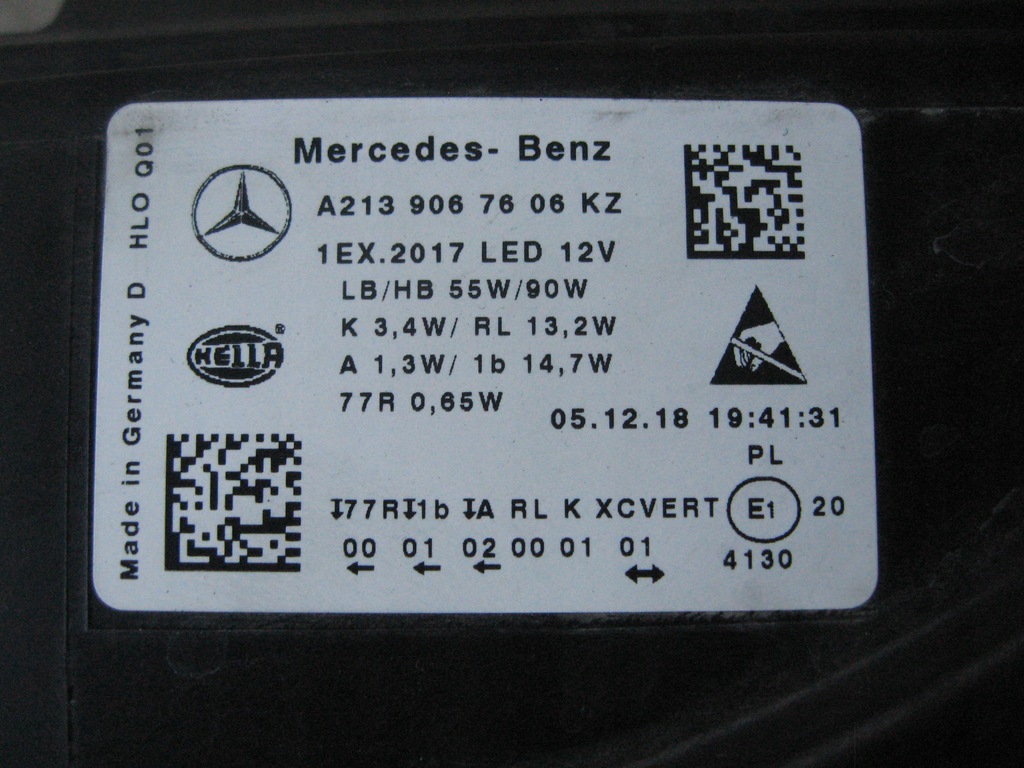 Made in Germany D HLO Q01
Mercedes- Benz
A213 906 76 06 KZ
1EX.2017 LED 12V
LB/HB 55W/90W
K 3,4W/ RL 13,2W
HELLA®
A 1,3W/ 1b 14,7W
77R 0,65W
05.12.18 19:41:31
PL
↧77R↧1b ↧A RL K XCVERT E1 20
00 01 02 00 01 01
4130
← ← ← ↔